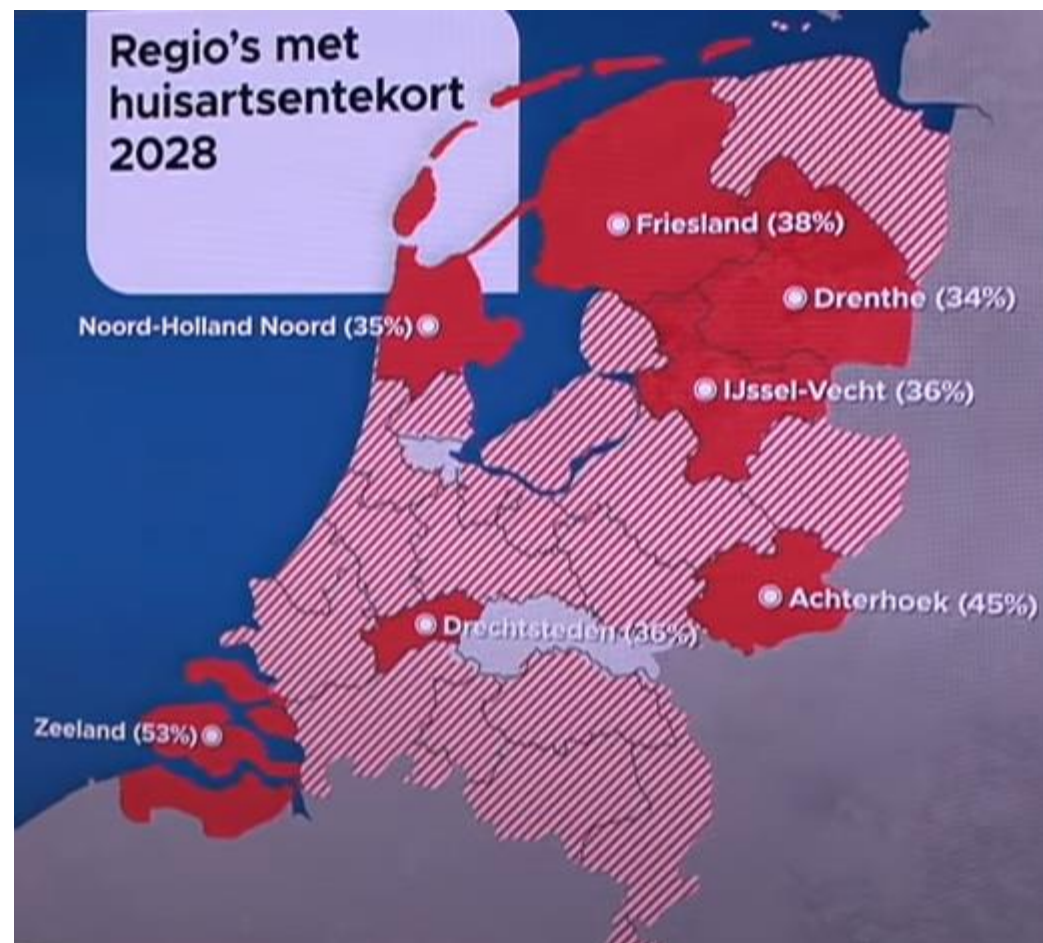 Regio's met
huisartsentekort
2028
Friesland (38%)
Drenthe (34%)
Noord-Holland Noord (35%)
IJssel-Vecht (36%)
Achterhoek (45%)
Drechtsteden (36%)
Zeeland (53%)